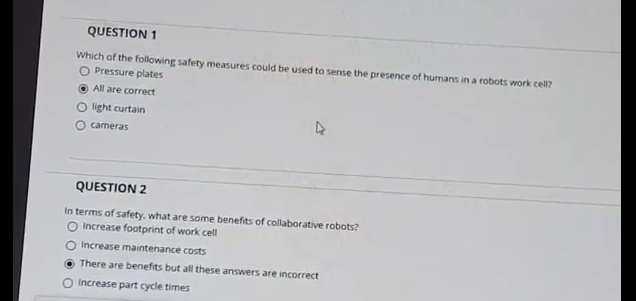 QUESTION 1
Which of the following safety measures could be used to sense the presence of humans in a robots work cell?
Pressure plates
All are correct
light curtain
cameras
QUESTION 2
In terms of safety, what are some benefits of collaborative robots?
Increase footprint of work cell
Increase maintenance costs
There are benefits but all these answers are incorrect
Increase part cycle times